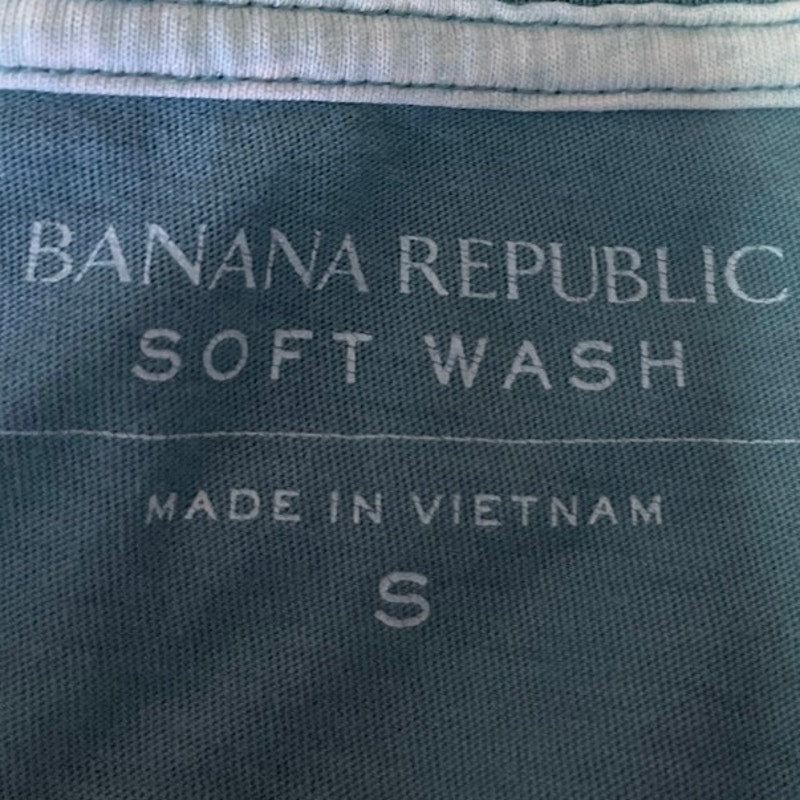 BANANA REPUBLIC
SOFT WASH
MADE IN VIETNAM
S